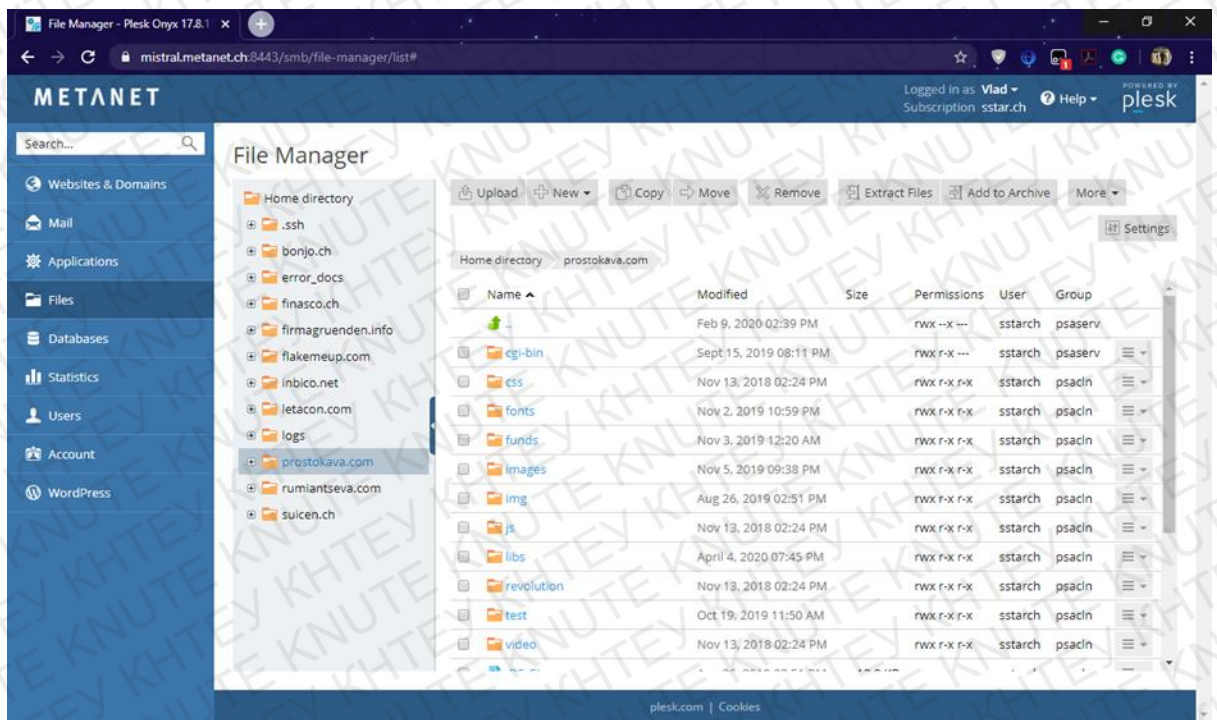 File Manager - Plesk Onyx 17.8.1
mistral.metanet.ch:8443/smb/file-manager/list#
METANET
Logged in as Vlad
Subscription sstar.ch
Help
POWERED BY
plesk
Search...
Websites & Domains
Mail
Applications
Files
Databases
Statistics
Users
Account
WordPress
File Manager
Home directory
.ssh
bonjo.ch
error_docs
finasco.ch
firmagruenden.info
flakemeup.com
inbico.net
letacon.com
logs
prostokava.com
rumiantseva.com
suicen.ch
Upload New Copy Move Remove Extract Files Add to Archive More
Settings
Home directory prostokava.com
Name Modified Size Permissions User Group
.. Feb 9, 2020 02:39 PM rwx --x --- sstarch psaserv
cgi-bin Sept 15, 2019 08:11 PM rwx r-x --- sstarch psaserv
css Nov 13, 2018 02:24 PM rwx r-x r-x sstarch psacln
fonts Nov 2, 2019 10:59 PM rwx r-x r-x sstarch psacln
funds Nov 3, 2019 12:20 AM rwx r-x r-x sstarch psacln
images Nov 5, 2019 09:38 PM rwx r-x r-x sstarch psacln
img Aug 26, 2019 02:51 PM rwx r-x r-x sstarch psacln
js Nov 13, 2018 02:24 PM rwx r-x r-x sstarch psacln
libs April 4, 2020 07:45 PM rwx r-x r-x sstarch psacln
revolution Nov 13, 2018 02:24 PM rwx r-x r-x sstarch psacln
test Oct 19, 2019 11:50 AM rwx r-x r-x sstarch psacln
video Nov 13, 2018 02:24 PM rwx r-x r-x sstarch psacln
plesk.com | Cookies
KNUTE KHTEY KNUTE KHTEY